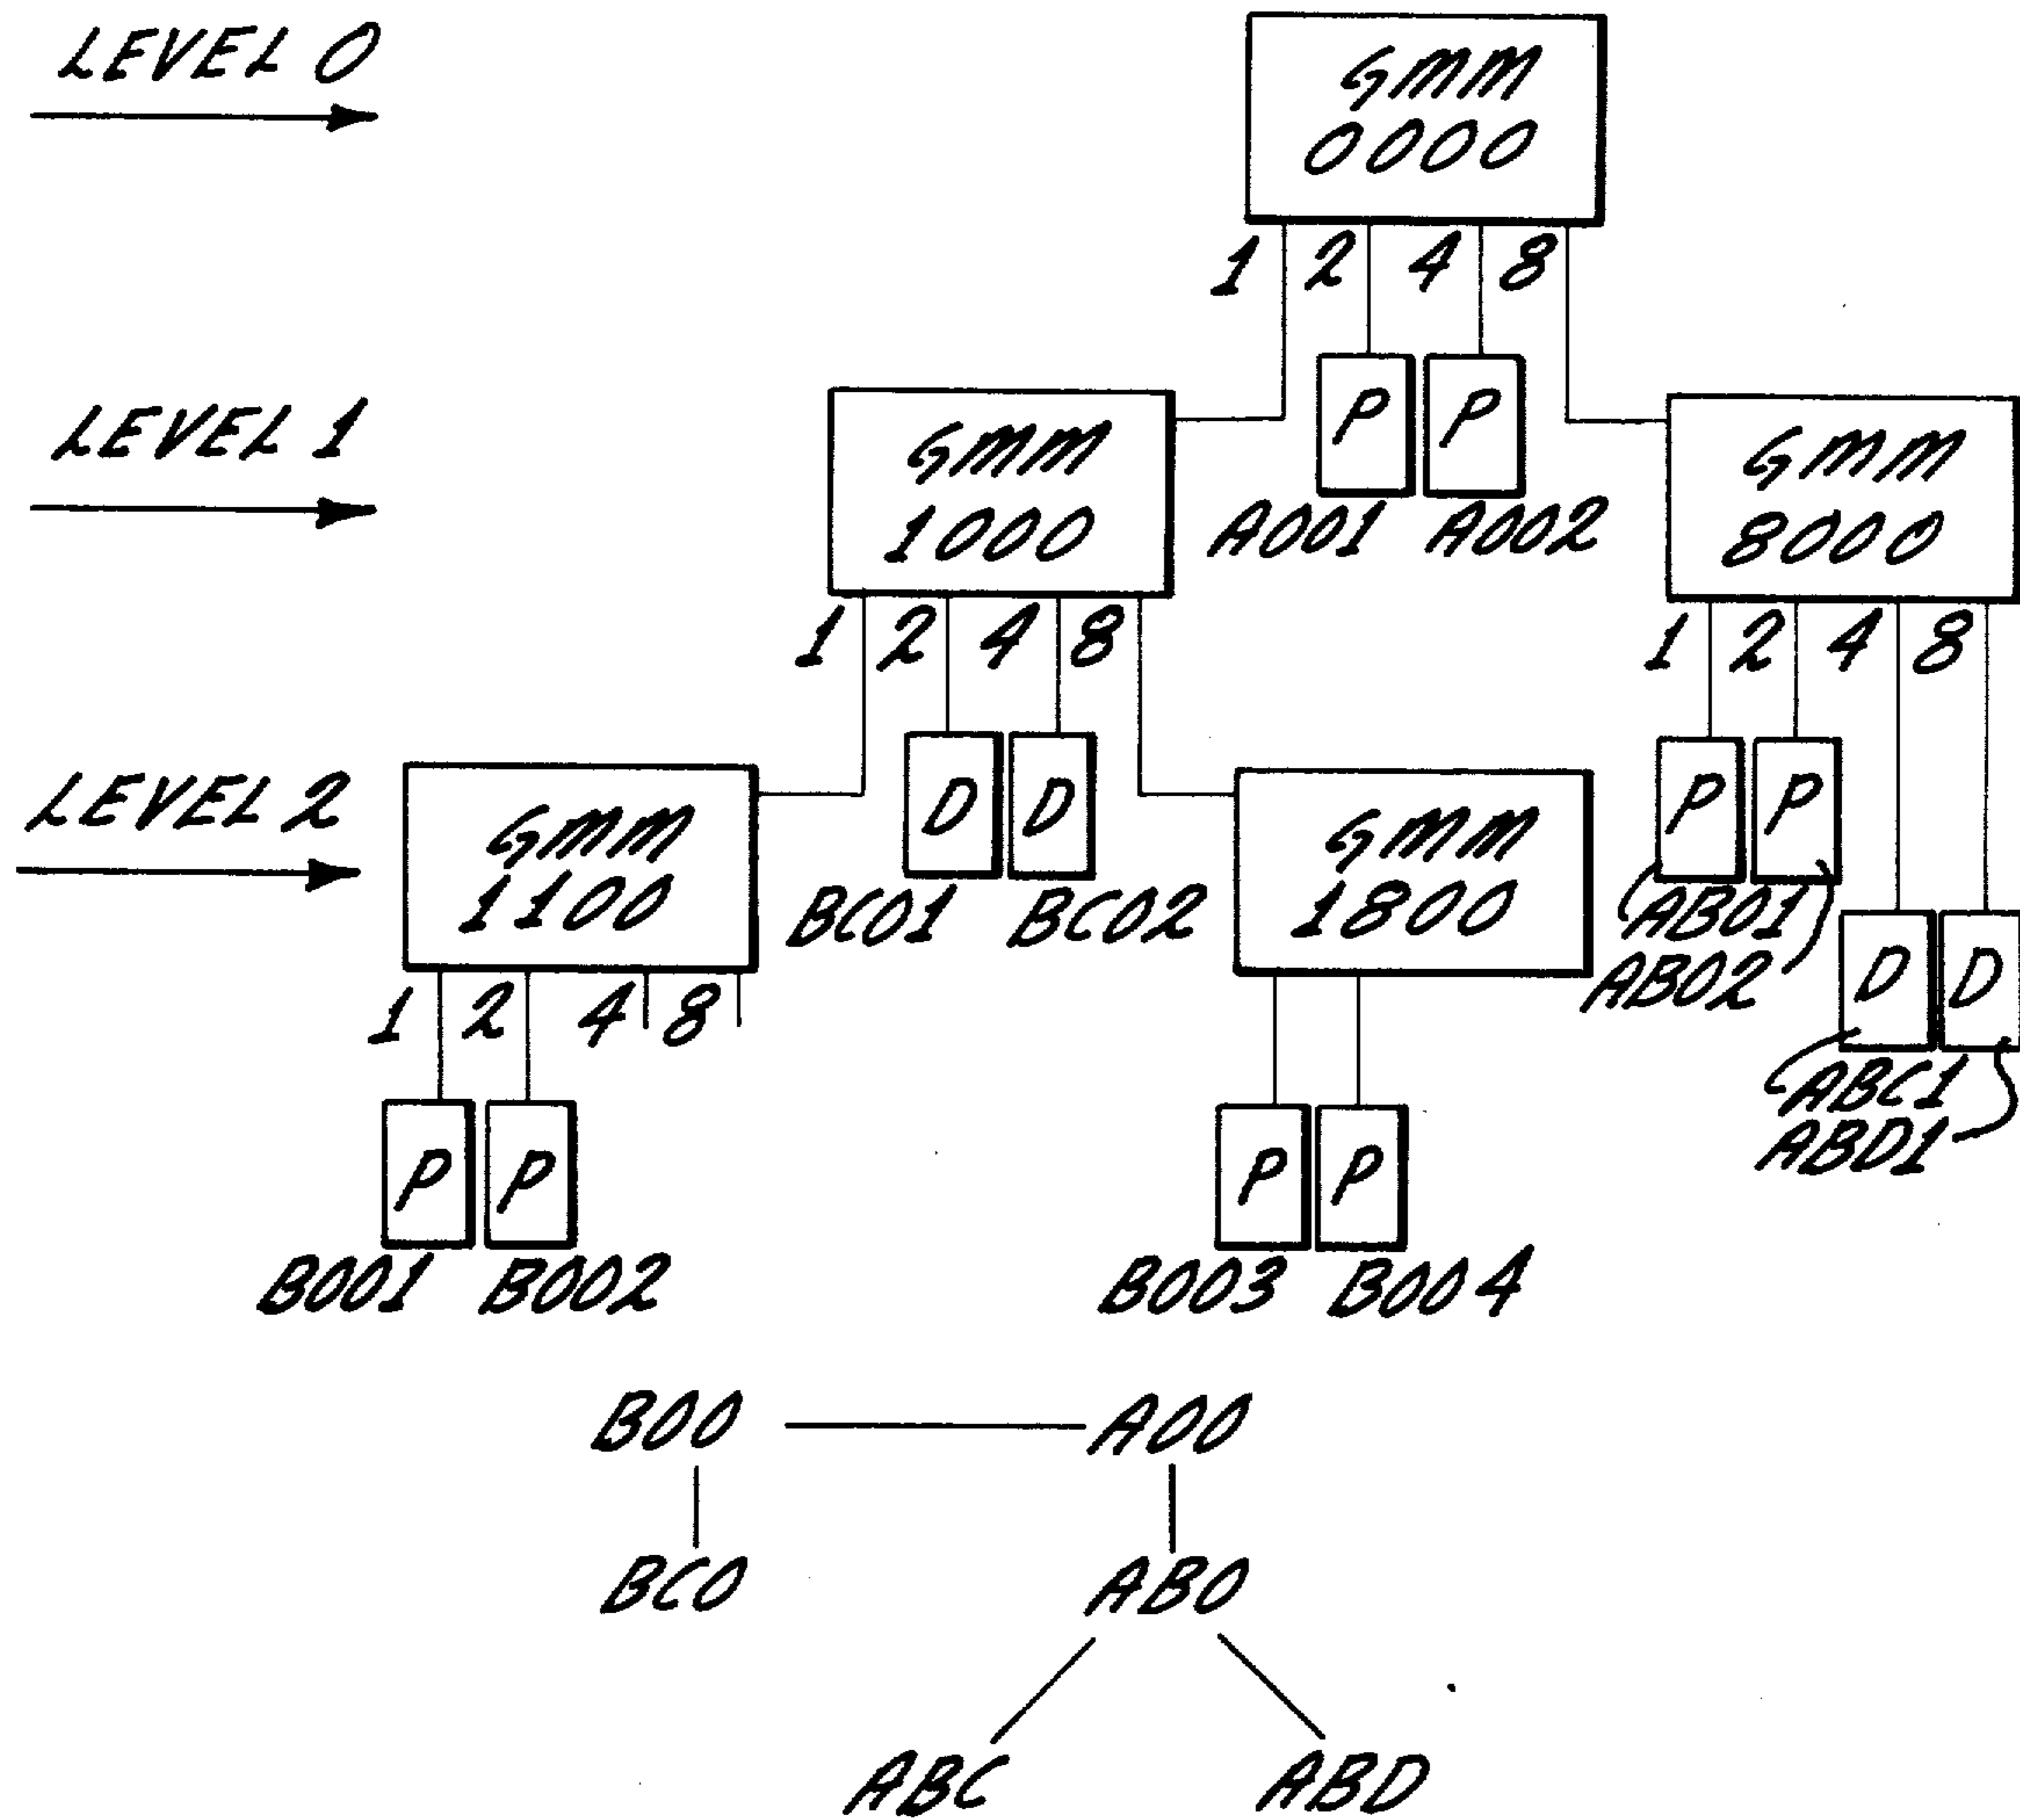 LEVEL 0
GMM
0000
1 2 4 8
LEVEL 1
GMM
1000
P P
A001 A002
GMM
8000
1 2 4 8
1 2 4 8
LEVEL 2
GMM
1100
D D
BC01 BC02
GMM
1800
P P
AB01
AB02
D D
ABC1
ABD1
1 2 4 8
P P
B001 B002
P P
B003 B004
B00 A00
BC0 AB0
ABC ABD